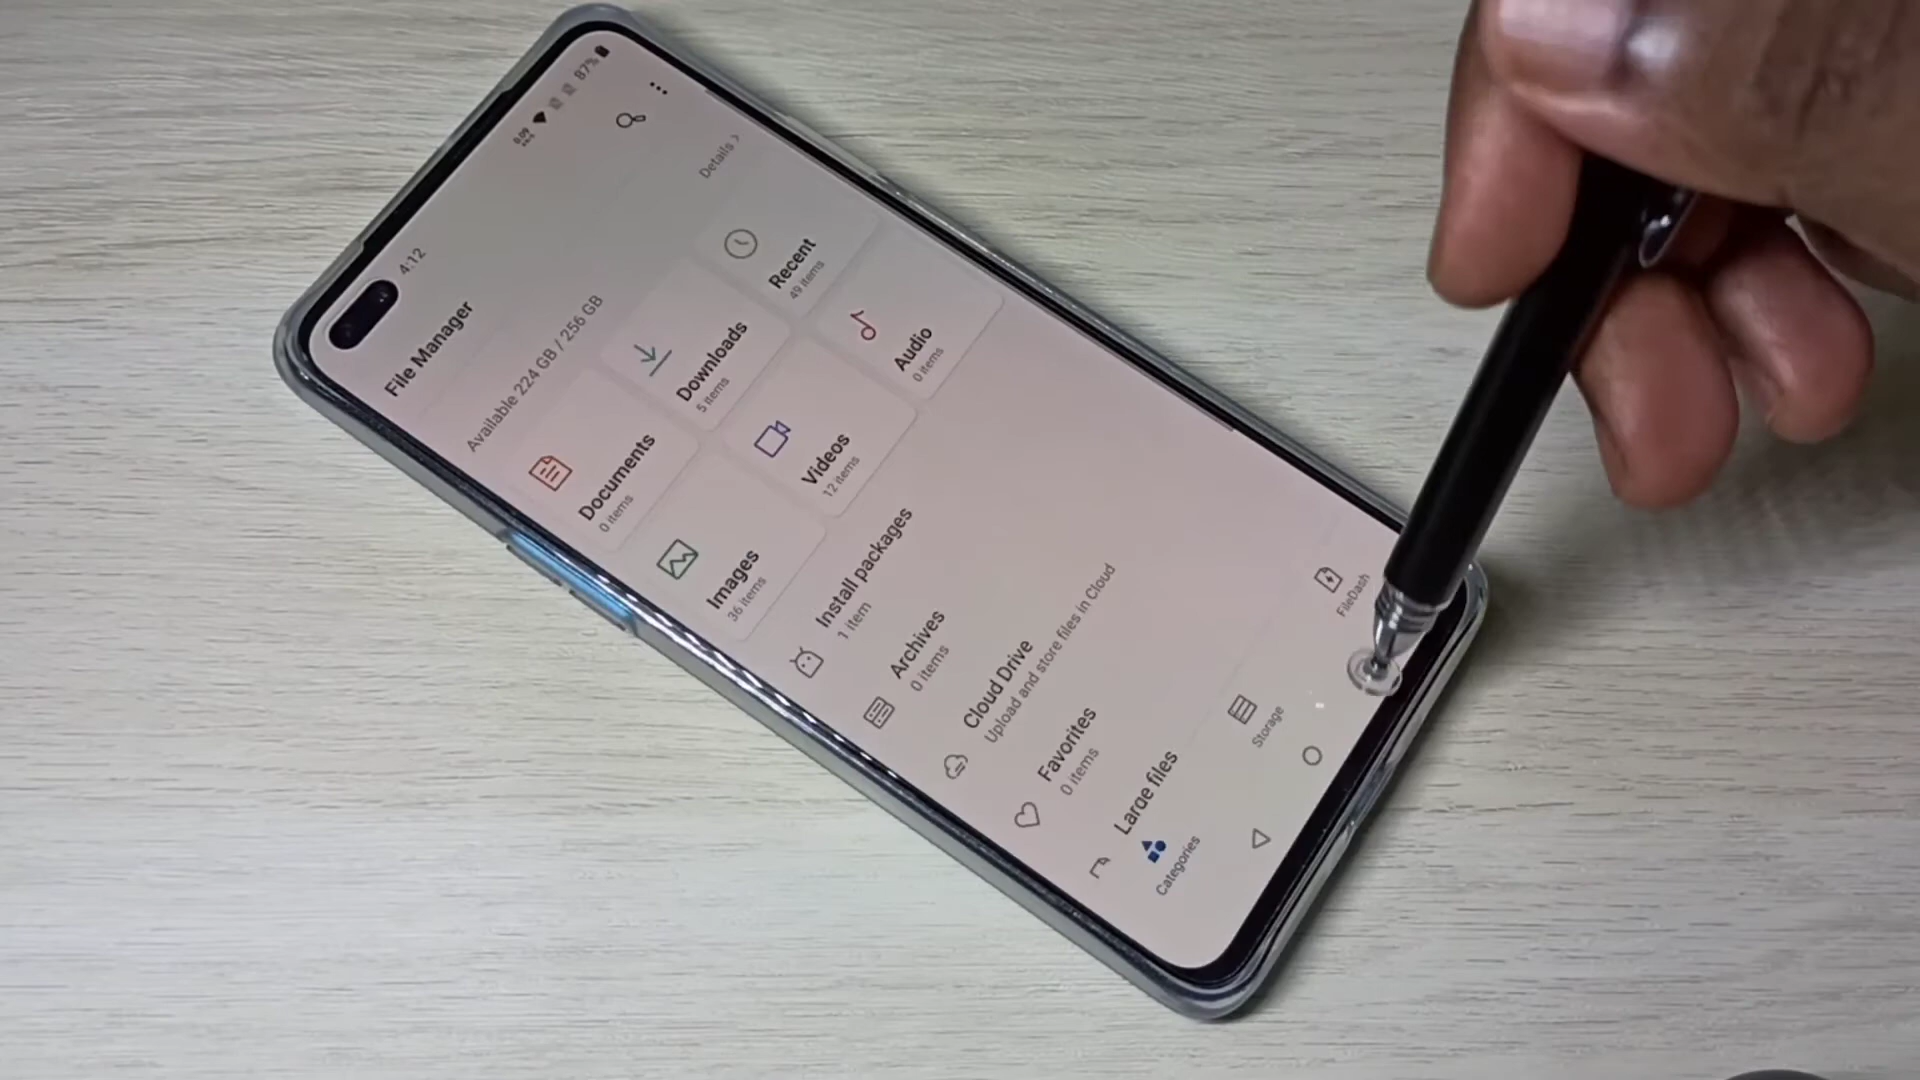 4:12
87%
File Manager
Available 224 GB / 256 GB
Details >
Documents
0 items
Downloads
5 items
Recent
49 items
Images
36 items
Videos
12 items
Audio
0 items
Install packages
1 item
Archives
0 items
Cloud Drive
Upload and store files in Cloud
Favorites
0 items
Large files
Categories
Storage
FileDash